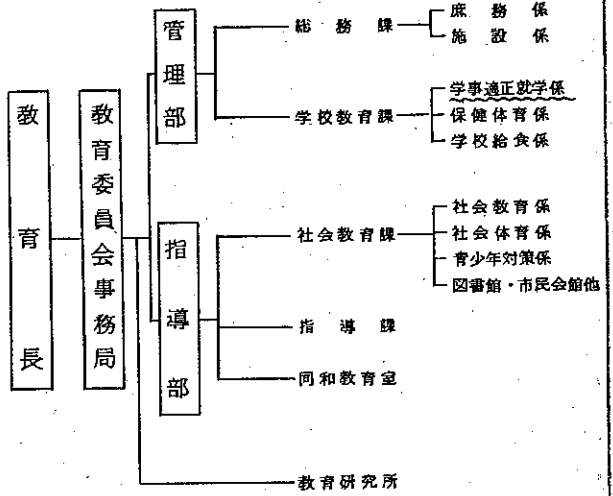 教育長
教育委員会事務局
管理部
総務課
庶務係
施設係
学校教育課
学事適正就学係
保健体育係
学校給食係
指導部
社会教育課
社会教育係
社会体育係
青少年対策係
図書館・市民会館他
指導課
同和教育室
教育研究所